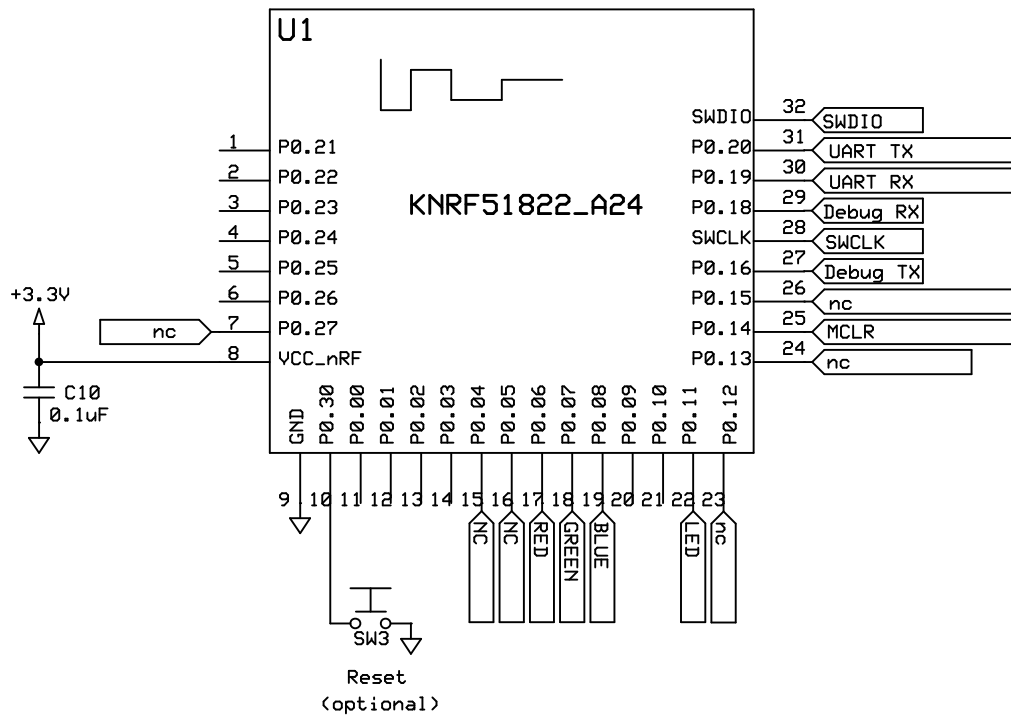 U1
KNRF51822_A24
1 P0.21
2 P0.22
3 P0.23
4 P0.24
5 P0.25
6 P0.26
nc 7 P0.27
8 VCC_nRF
+3.3V
C10
0.1uF
SWDIO 32 SWDIO
P0.20 31 UART TX
P0.19 30 UART RX
P0.18 29 Debug RX
SWCLK 28 SWCLK
P0.16 27 Debug TX
P0.15 26 nc
P0.14 25 MCLR
P0.13 24 nc
GND 9
P0.30 10
P0.00 11
P0.01 12
P0.02 13
P0.03 14
P0.04 15 NC
P0.05 16 NC
P0.06 17 RED
P0.07 18 GREEN
P0.08 19 BLUE
P0.09 20
P0.10 21
P0.11 22 LED
P0.12 23 nc
SW3
Reset
(optional)